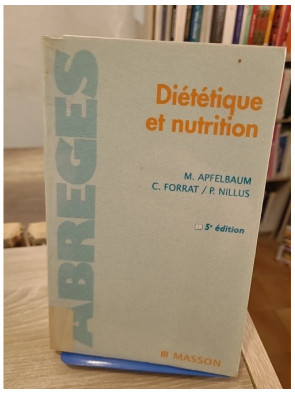 ABREGES
Diététique
et nutrition
M. APFELBAUM
C. FORRAT / P. NILLUS
5e édition
MASSON